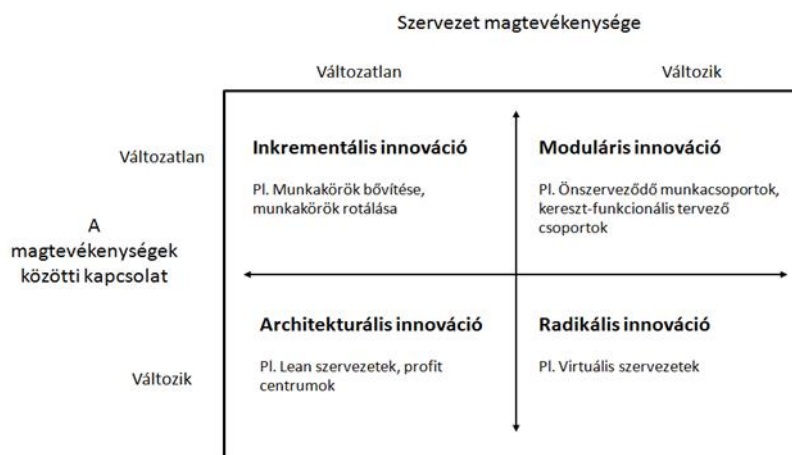 Szervezet magtevékenysége
Változatlan
Változik
Változatlan
Inkrementális innováció
Pl. Munkakörök bővítése,
munkakörök rotálása
Moduláris innováció
Pl. Önszerveződő munkacsoportok,
kereszt-funkcionális tervező
csoportok
A
magtevékenységek
közötti kapcsolat
Változik
Architekturális innováció
Pl. Lean szervezetek, profit
centrumok
Radikális innováció
Pl. Virtuális szervezetek